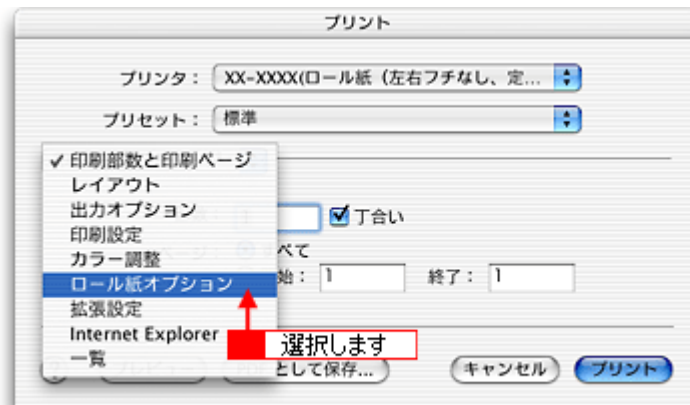 プリント
プリンタ： XX-XXXX(ロール紙（左右フチなし、定...
プリセット： 標準
✓ 印刷部数と印刷ページ
レイアウト
出力オプション
丁合い
印刷設定
すべて
カラー調整
ロール紙オプション
始： 1 終了： 1
拡張設定
Internet Explorer
選択します
一覧
として保存... キャンセル プリント